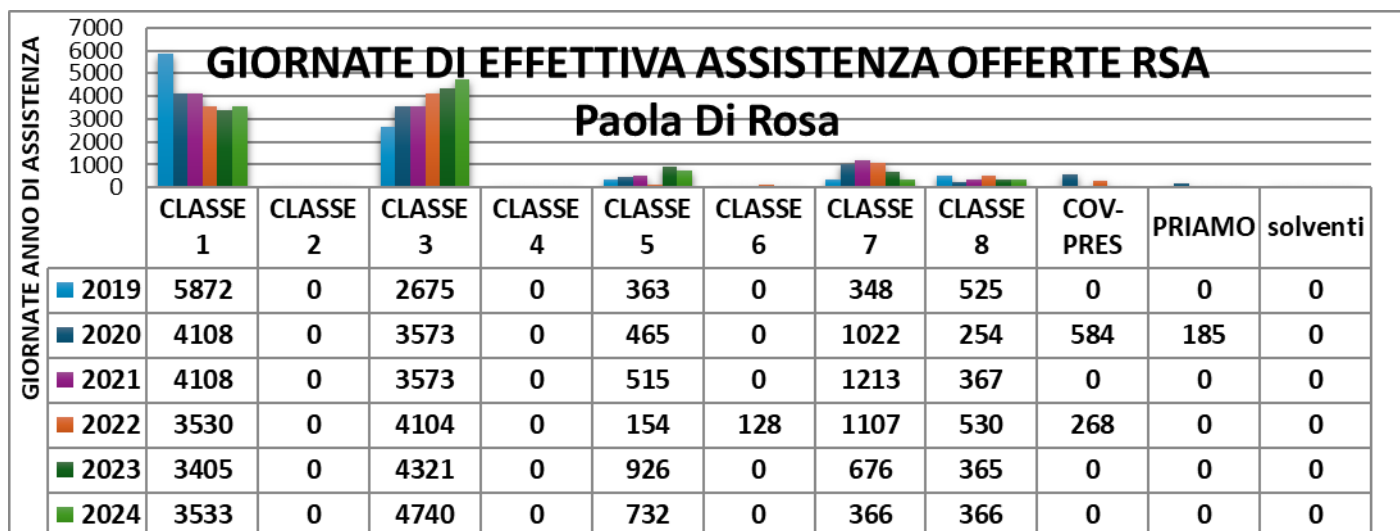 GIORNATE ANNO DI ASSISTENZA
7000
6000
5000
4000
3000
2000
1000
0
GIORNATE DI EFFETTIVA ASSISTENZA OFFERTE RSA
Paola Di Rosa
CLASSE 1 CLASSE 2 CLASSE 3 CLASSE 4 CLASSE 5 CLASSE 6 CLASSE 7 CLASSE 8 COV-PRES PRIAMO solventi
2019 5872 0 2675 0 363 0 348 525 0 0 0
2020 4108 0 3573 0 465 0 1022 254 584 185 0
2021 4108 0 3573 0 515 0 1213 367 0 0 0
2022 3530 0 4104 0 154 128 1107 530 268 0 0
2023 3405 0 4321 0 926 0 676 365 0 0 0
2024 3533 0 4740 0 732 0 366 366 0 0 0